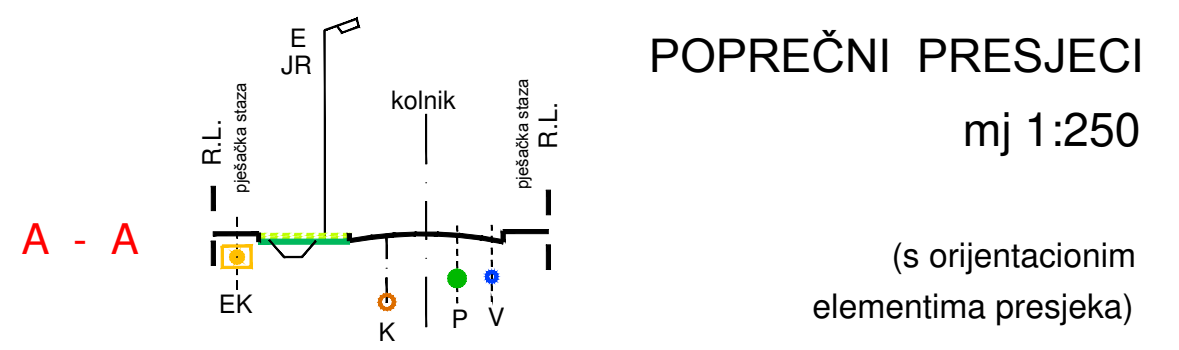 POPREČNI PRESJECI
mj 1:250
(s orijentacionim
elementima presjeka)
A - A
E
JR
kolnik
R.L.
pješačka staza
pješačka staza
R.L.
EK
K
P
V